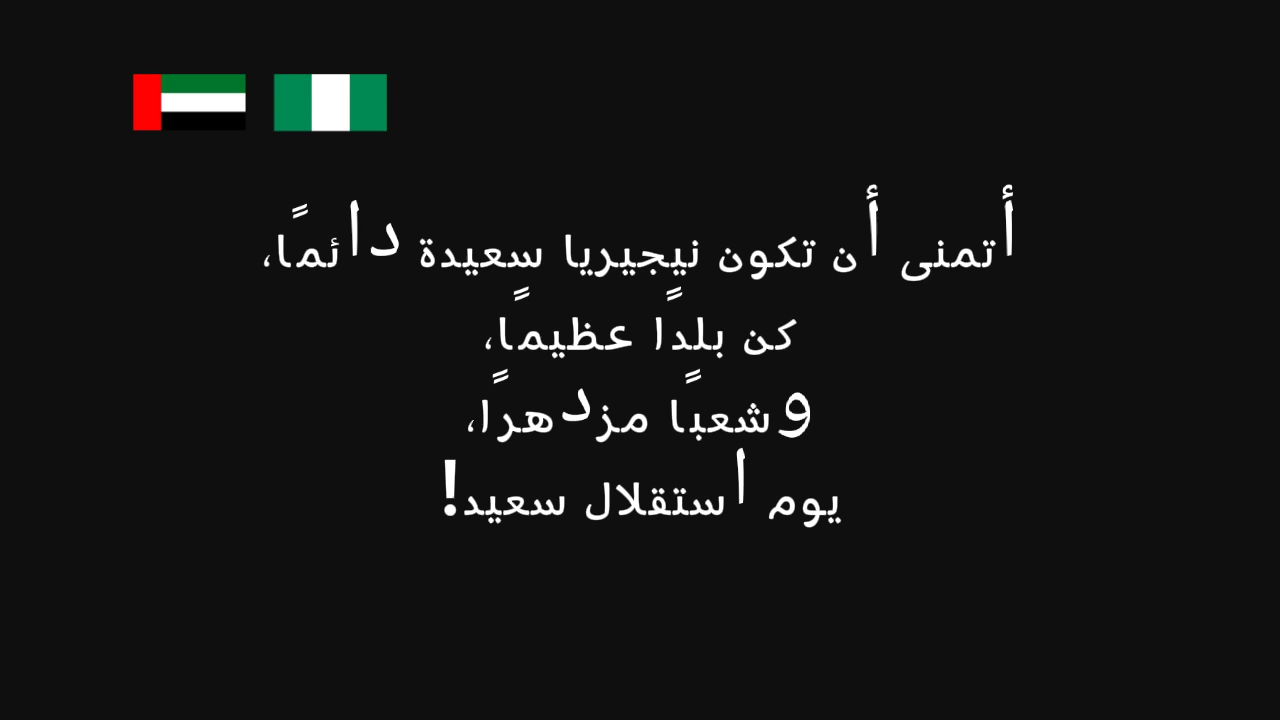 أتمنى أن تكون نيجيريا سعيدة دائمًا،
كن بلدًا عظيمًا،
وشعبًا مزدهرًا،
يوم استقلال سعيد!